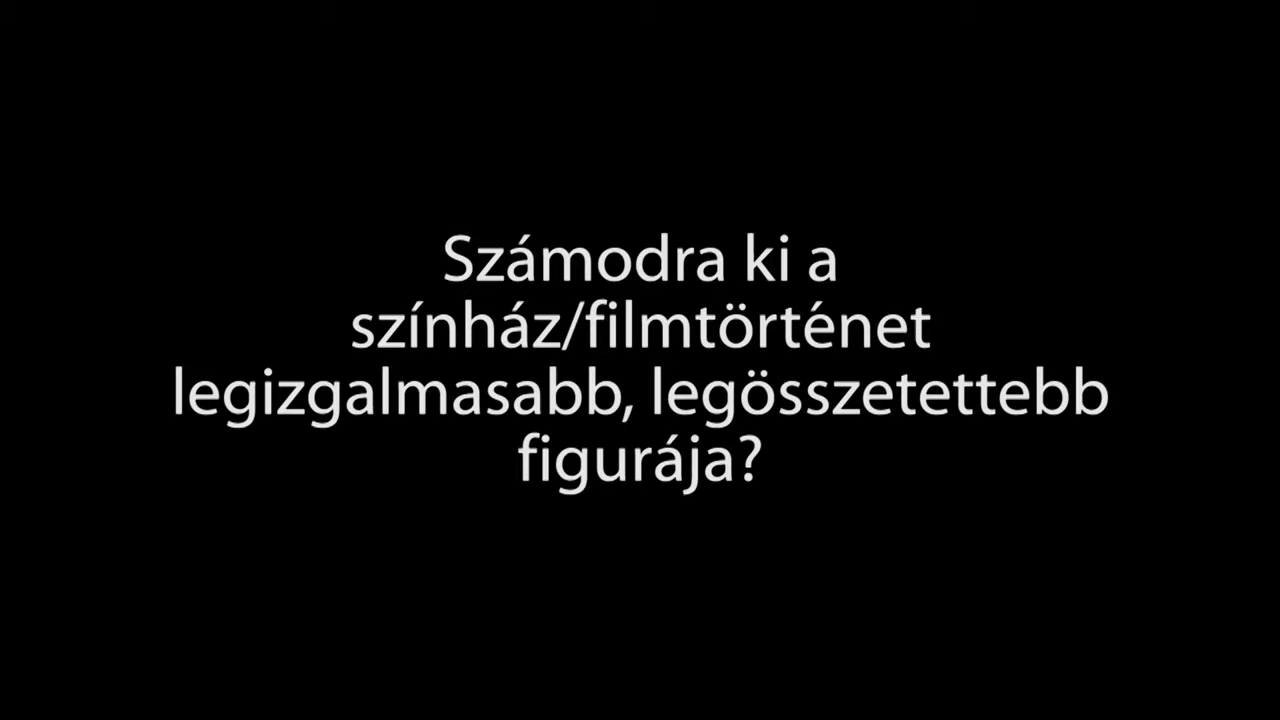 Számodra ki a
színház/filmtörténet
legizgalmasabb, legösszetettebb
figurája?